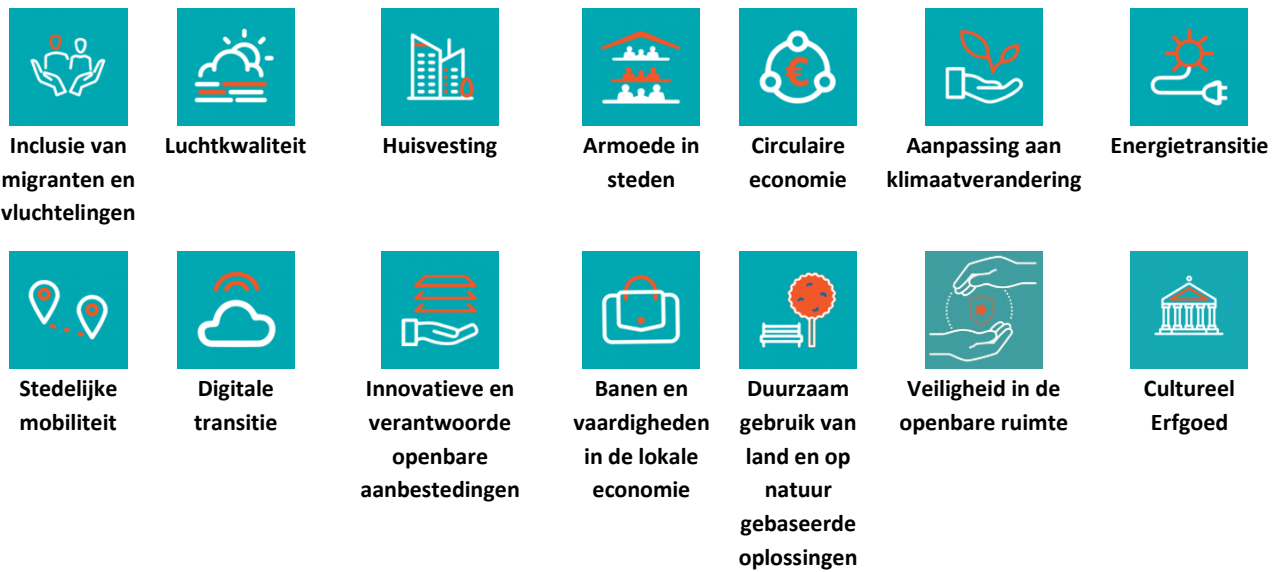 Inclusie van
migranten en
vluchtelingen
Luchtkwaliteit
Huisvesting
Armoede in
steden
€
Circulaire
economie
Aanpassing aan
klimaatverandering
Energietransitie
Stedelijke
mobiliteit
Digitale
transitie
Innovatieve en
verantwoorde
openbare
aanbestedingen
Banen en
vaardigheden
in de lokale
economie
Duurzaam
gebruik van
land en op
natuur
gebaseerde
oplossingen
Veiligheid in de
openbare ruimte
Cultureel
Erfgoed